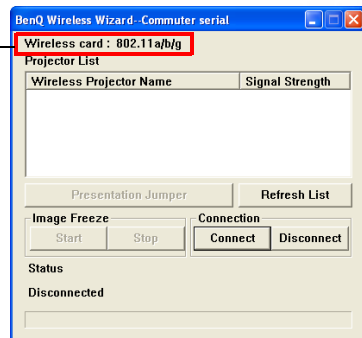 BenQ Wireless Wizard--Commuter serial
Wireless card : 802.11a/b/g
Projector List
Wireless Projector Name Signal Strength
Presentation Jumper Refresh List
Image Freeze Connection
Start Stop Connect Disconnect
Status
Disconnected